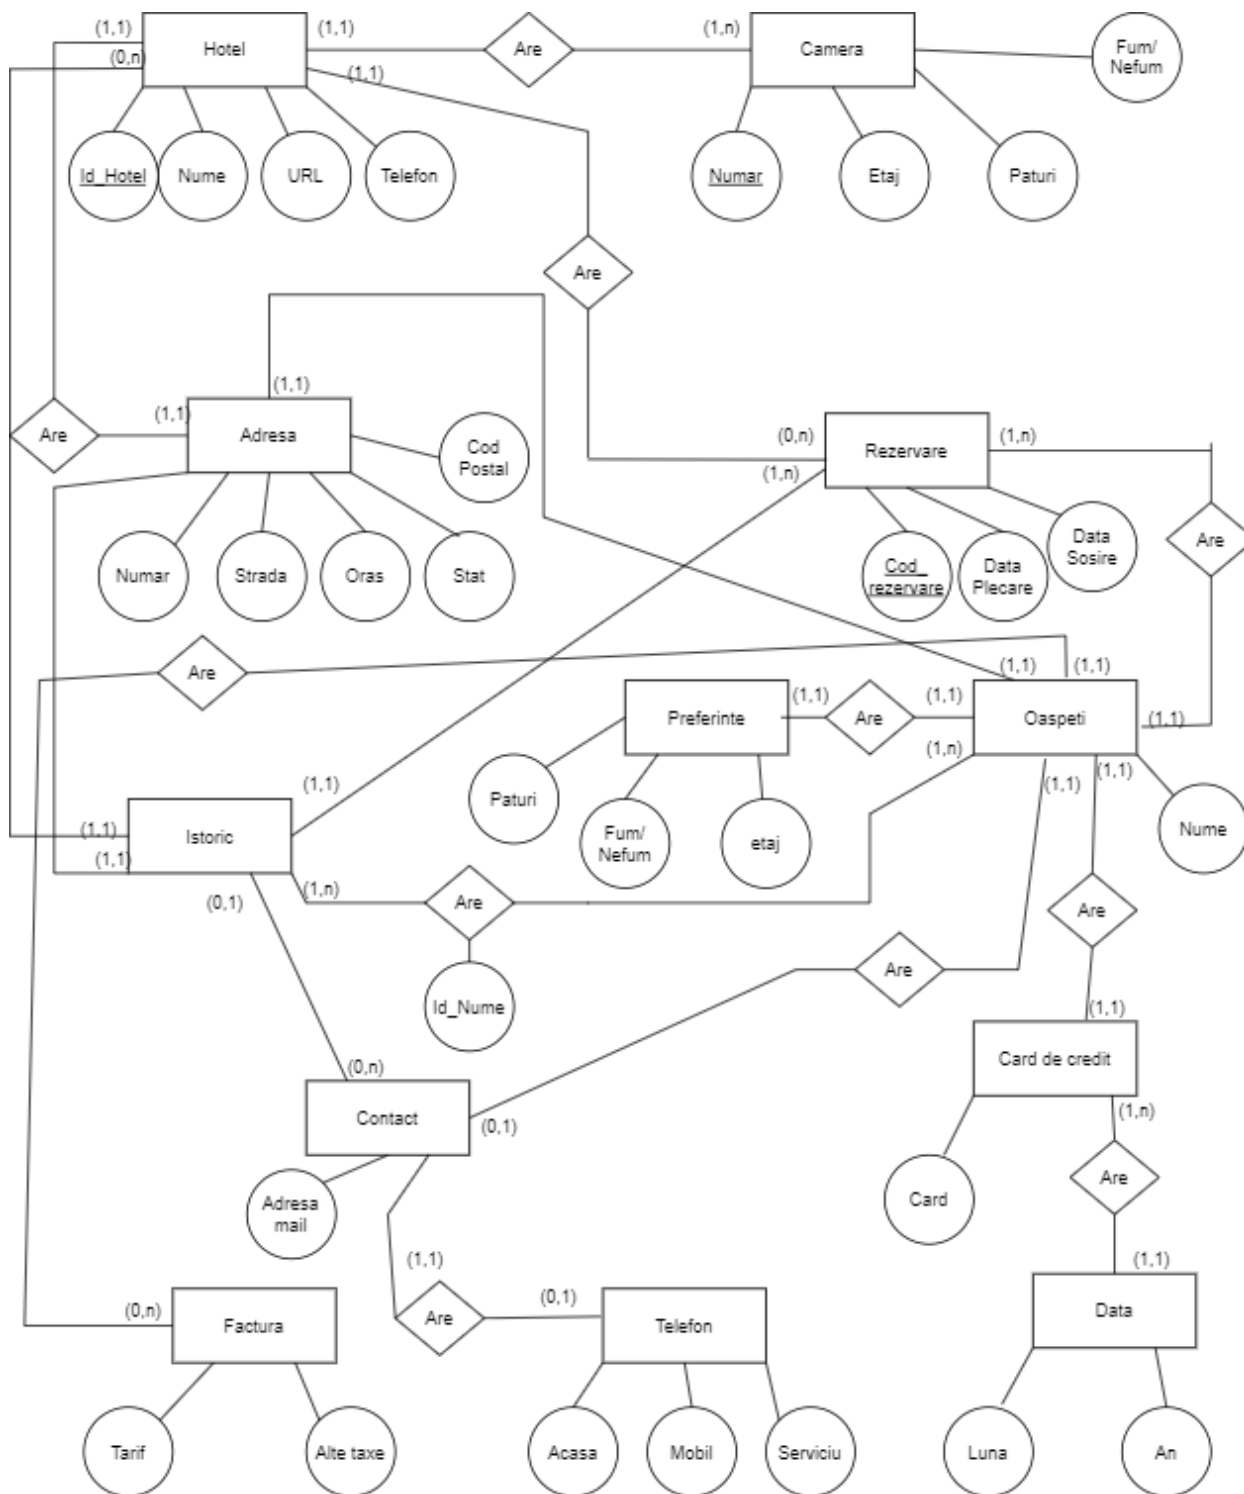 (1,1)
Hotel
(1,1)
Are
(1,n)
Camera
Fum/
Nefum
(0,n)
(1,1)
Id_Hotel
Nume
URL
Telefon
Numar
Etaj
Paturi
Are
(1,1)
(1,1)
Are
Adresa
Cod
Postal
(0,n)
Rezervare
(1,n)
(1,n)
Numar
Strada
Oras
Stat
Cod_
rezervare
Data
Plecare
Data
Sosire
Are
Are
(1,1)
(1,1)
Preferinte
(1,1)
Are
(1,1)
Oaspeti
(1,1)
(1,n)
Paturi
Fum/
Nefum
etaj
(1,1)
(1,1)
Nume
(1,1)
(1,1)
Istoric
(1,1)
(0,1)
(1,n)
Are
Are
Id_Nume
Are
(1,1)
Card de credit
(0,n)
Contact
(0,1)
(1,n)
Adresa
mail
Card
Are
(1,1)
(1,1)
(0,n)
Factura
Are
(0,1)
Telefon
Data
Tarif
Alte taxe
Acasa
Mobil
Serviciu
Luna
An